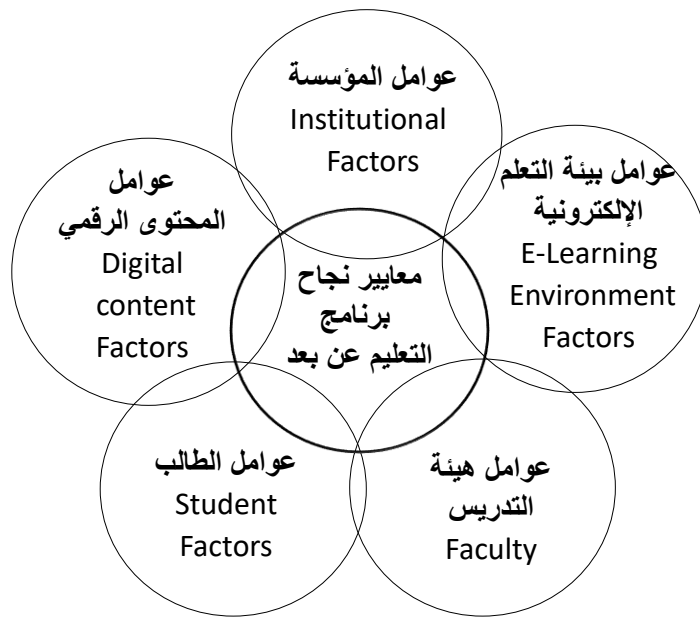 عوامل المؤسسة
Institutional
Factors
عوامل بيئة التعلم
الإلكترونية
E-Learning
Environment
Factors
عوامل
المحتوى الرقمي
Digital
content
Factors
معايير نجاح
برنامج
التعليم عن بعد
عوامل الطالب
Student
Factors
عوامل هيئة
التدريس
Faculty